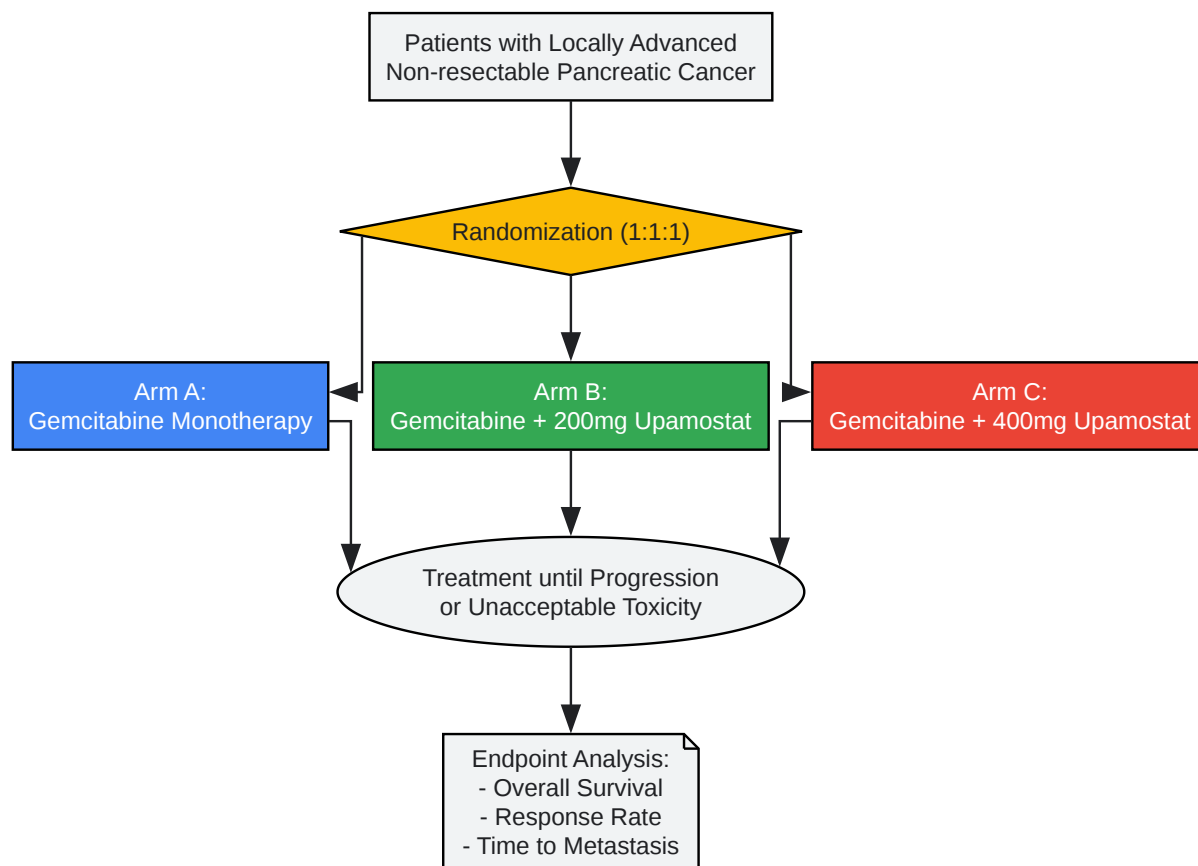 Patients with Locally Advanced
Non-resectable Pancreatic Cancer
Randomization (1:1:1)
Arm A:
Gemcitabine Monotherapy
Arm B:
Gemcitabine + 200mg Upamostat
Arm C:
Gemcitabine + 400mg Upamostat
Treatment until Progression
or Unacceptable Toxicity
Endpoint Analysis:
- Overall Survival
- Response Rate
- Time to Metastasis